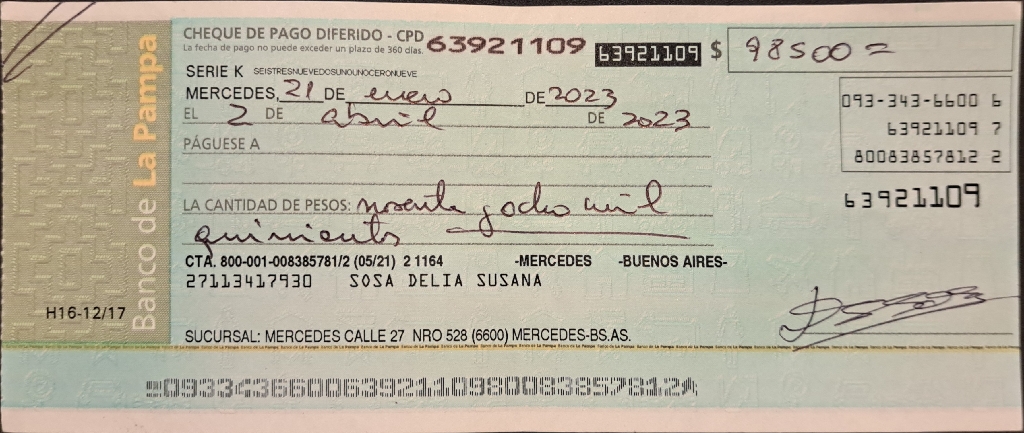 Banco de La Pampa
H16-12/17
CHEQUE DE PAGO DIFERIDO - CPD 63921109 63921109 $ 98500=
La fecha de pago no puede exceder un plazo de 360 días.
SERIE K SEISTRESNUEVEDOSUNOUNOCERONUEVE
MERCEDES, 21 DE enero DE 2023
EL 2 DE abril DE 2023
PÁGUESE A
093-343-6600 6
63921109 7
80083857812 2
63921109
LA CANTIDAD DE PESOS: noventa y ocho mil
quinientos
CTA. 800-001-008385781/2 (05/21) 2 1164 -MERCEDES -BUENOS AIRES-
27113417930 SOSA DELIA SUSANA
SUCURSAL: MERCEDES CALLE 27 NRO 528 (6600) MERCEDES-BS.AS.
09334366006392110980083857812